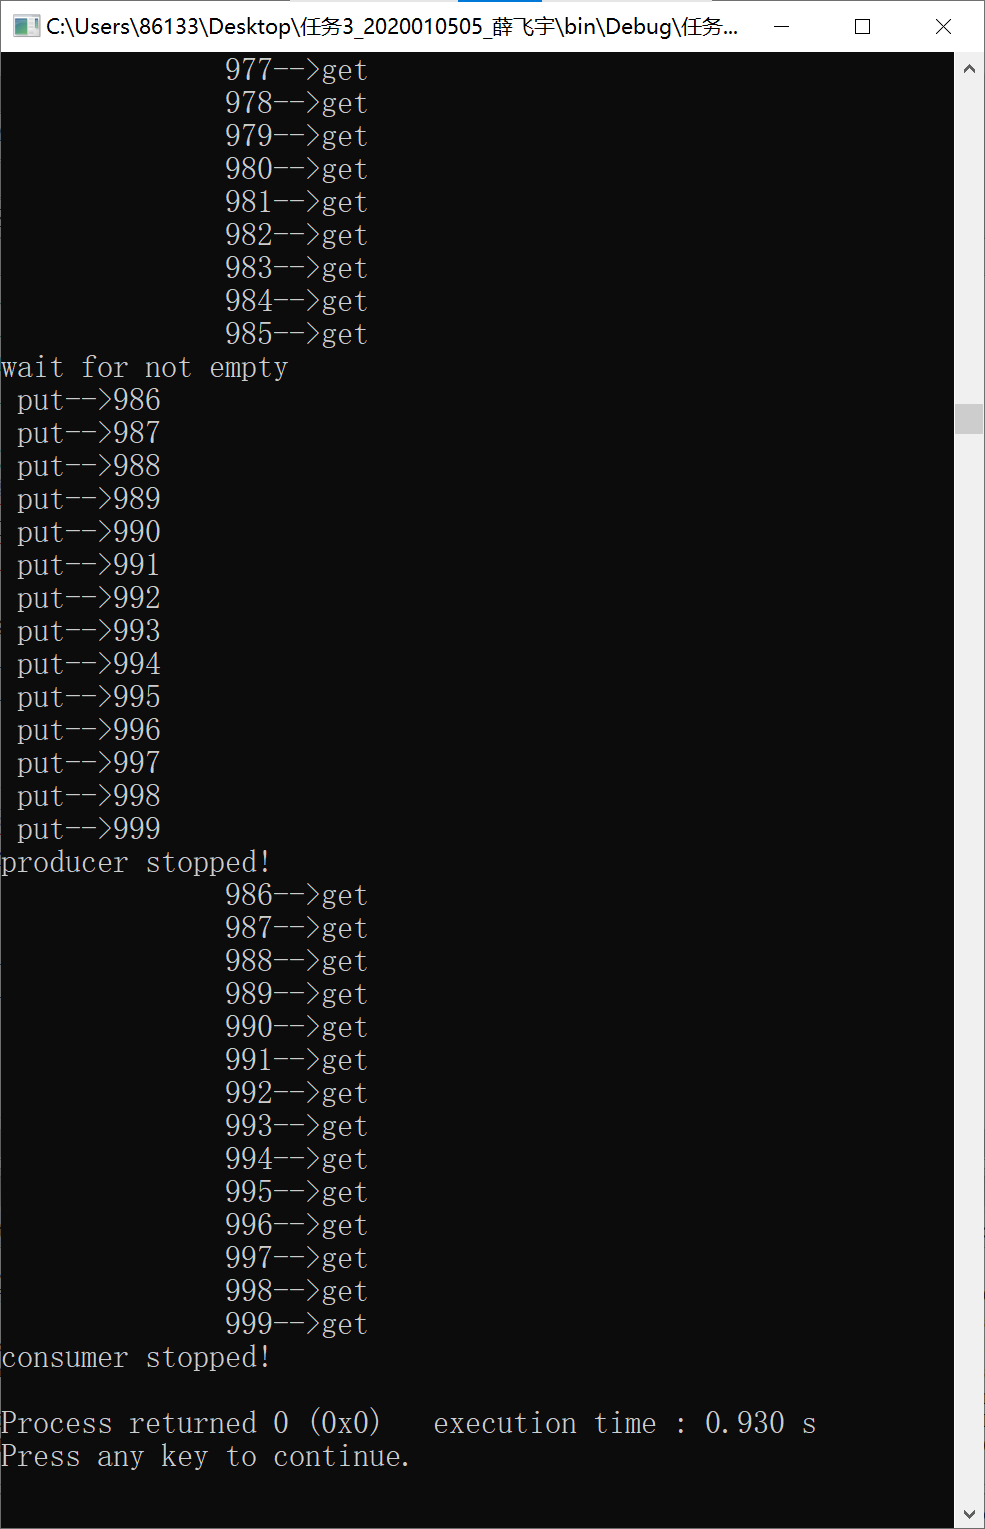 C:\Users\86133\Desktop\任务3_2020010505_薛飞宇\bin\Debug\任务...
977-->get
978-->get
979-->get
980-->get
981-->get
982-->get
983-->get
984-->get
985-->get
wait for not empty
put-->986
put-->987
put-->988
put-->989
put-->990
put-->991
put-->992
put-->993
put-->994
put-->995
put-->996
put-->997
put-->998
put-->999
producer stopped!
986-->get
987-->get
988-->get
989-->get
990-->get
991-->get
992-->get
993-->get
994-->get
995-->get
996-->get
997-->get
998-->get
999-->get
consumer stopped!
Process returned 0 (0x0)   execution time : 0.930 s
Press any key to continue.